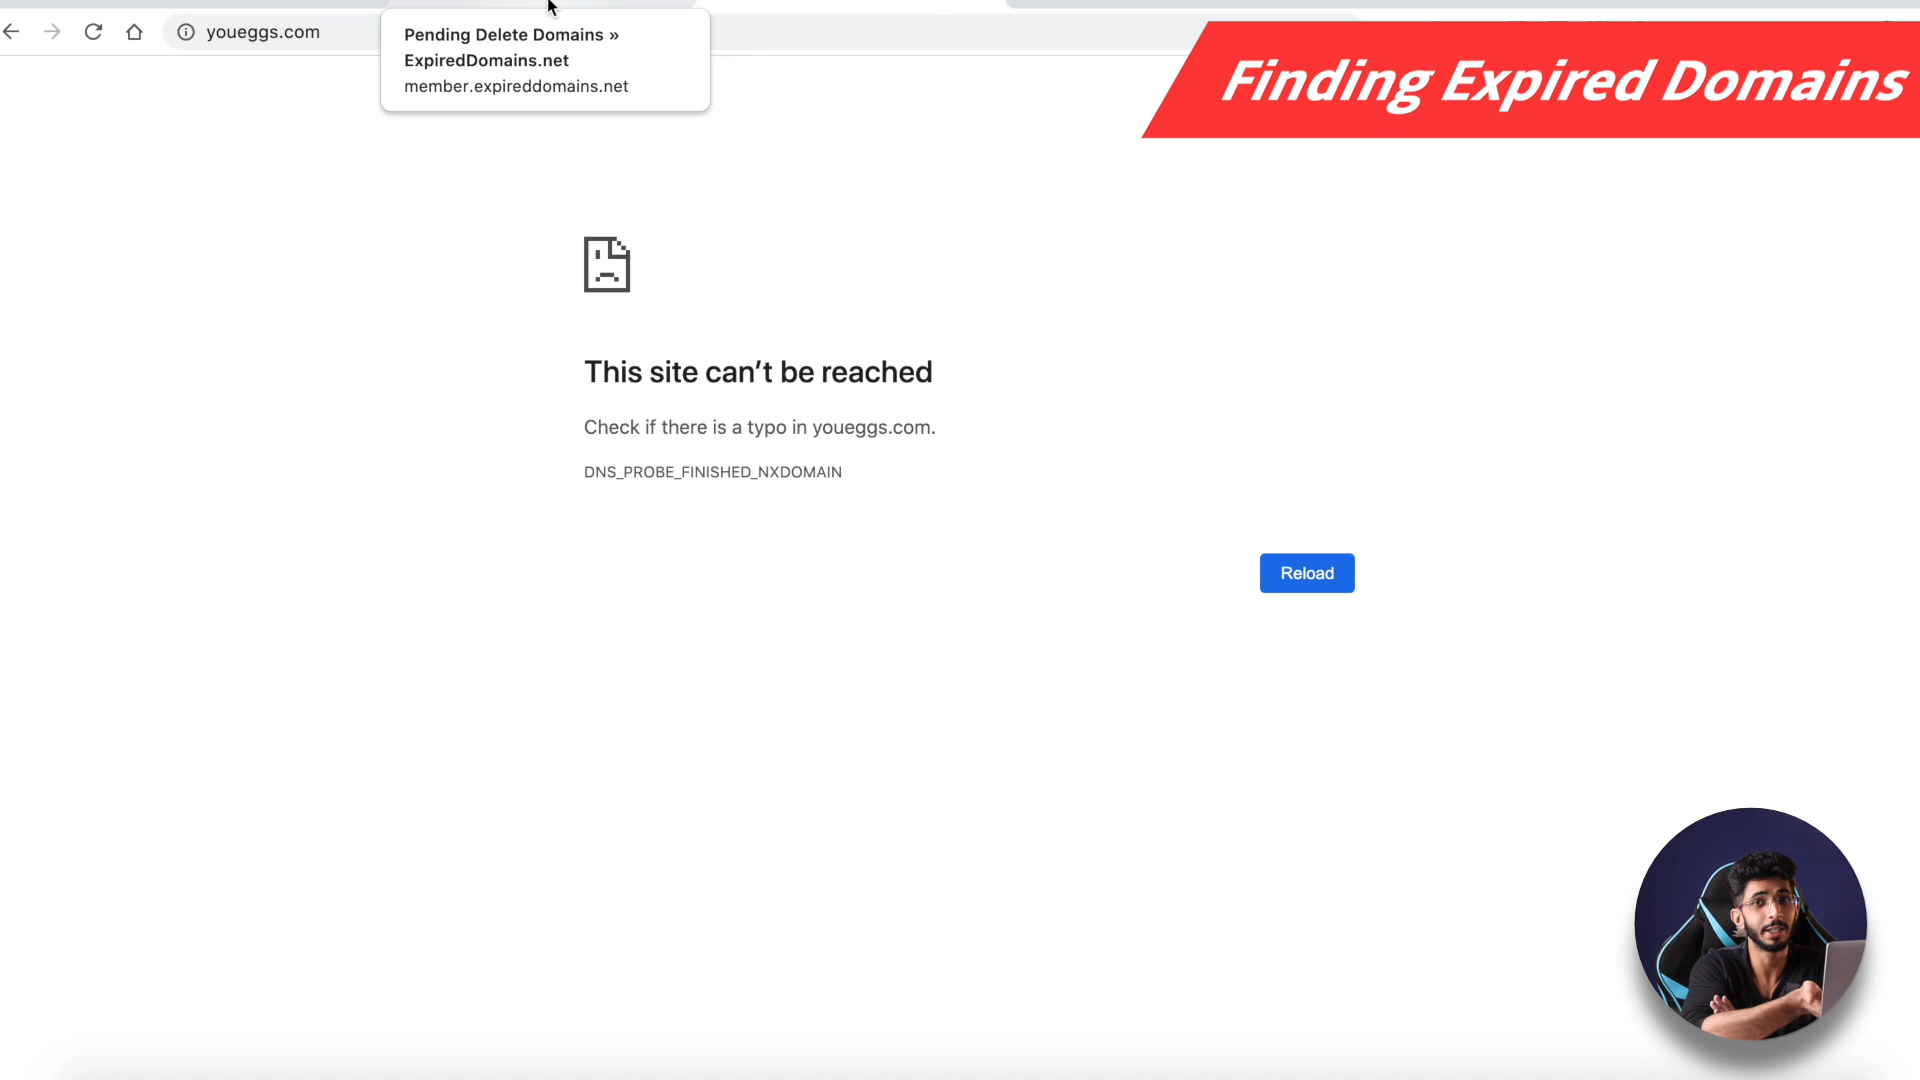 youeggs.com
Pending Delete Domains »
ExpiredDomains.net
member.expireddomains.net
Finding Expired Domains
This site can't be reached
Check if there is a typo in youeggs.com.
DNS_PROBE_FINISHED_NXDOMAIN
Reload